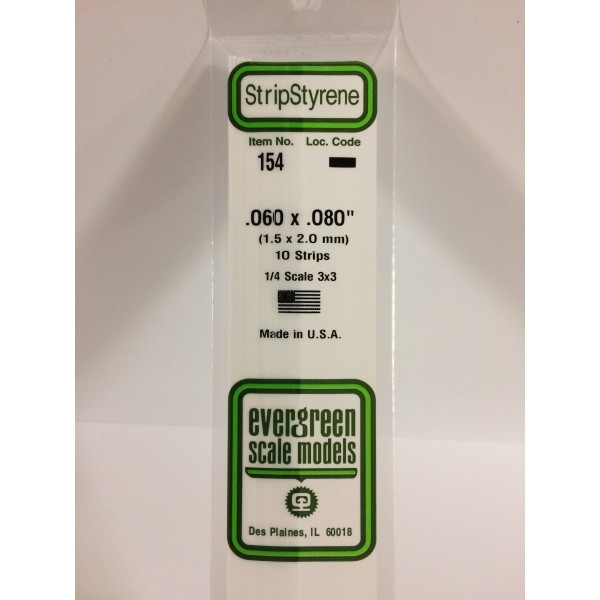 StripStyrene
Item No. Loc. Code
154
.060 x .080"
(1.5 x 2.0 mm)
10 Strips
1/4 Scale 3x3
Made in U.S.A.
evergreen
scale models
Des Plaines, IL 60018